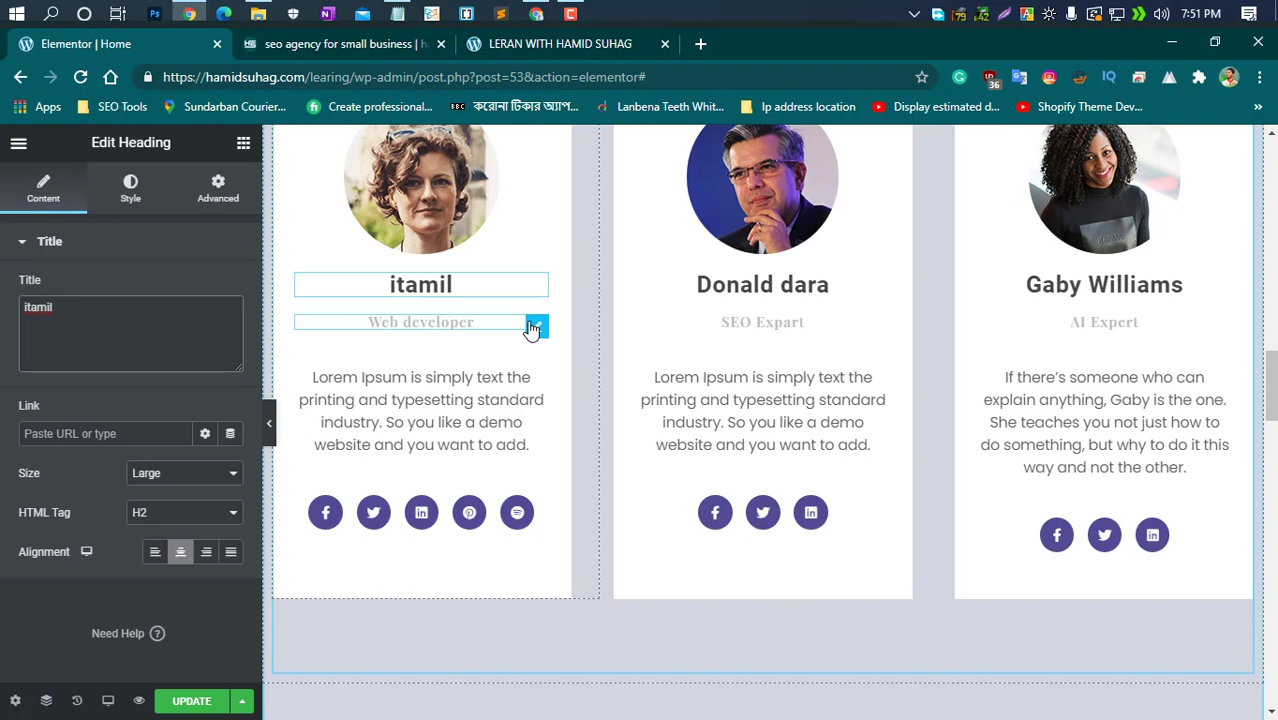 7:51 PM
Elementor | Home
seo agency for small business | ha
LERAN WITH HAMID SUHAG
https://hamidsuhag.com/learing/wp-admin/post.php?post=53&action=elementor#
Apps
SEO Tools
Sundarban Courier...
Create professional...
BBC করোনা টিকার অ্যাপ...
Lanbena Teeth Whit...
Ip address location
Display estimated d...
Shopify Theme Dev...
Edit Heading
Content
Style
Advanced
Title
Title
itamil
Link
Paste URL or type
Size
Large
HTML Tag
H2
Alignment
Need Help
UPDATE
itamil
Web developer
Lorem Ipsum is simply text the
printing and typesetting standard
industry. So you like a demo
website and you want to add.
Donald dara
SEO Expart
Lorem Ipsum is simply text the
printing and typesetting standard
industry. So you like a demo
website and you want to add.
Gaby Williams
AI Expert
If there's someone who can
explain anything, Gaby is the one.
She teaches you not just how to
do something, but why to do it this
way and not the other.